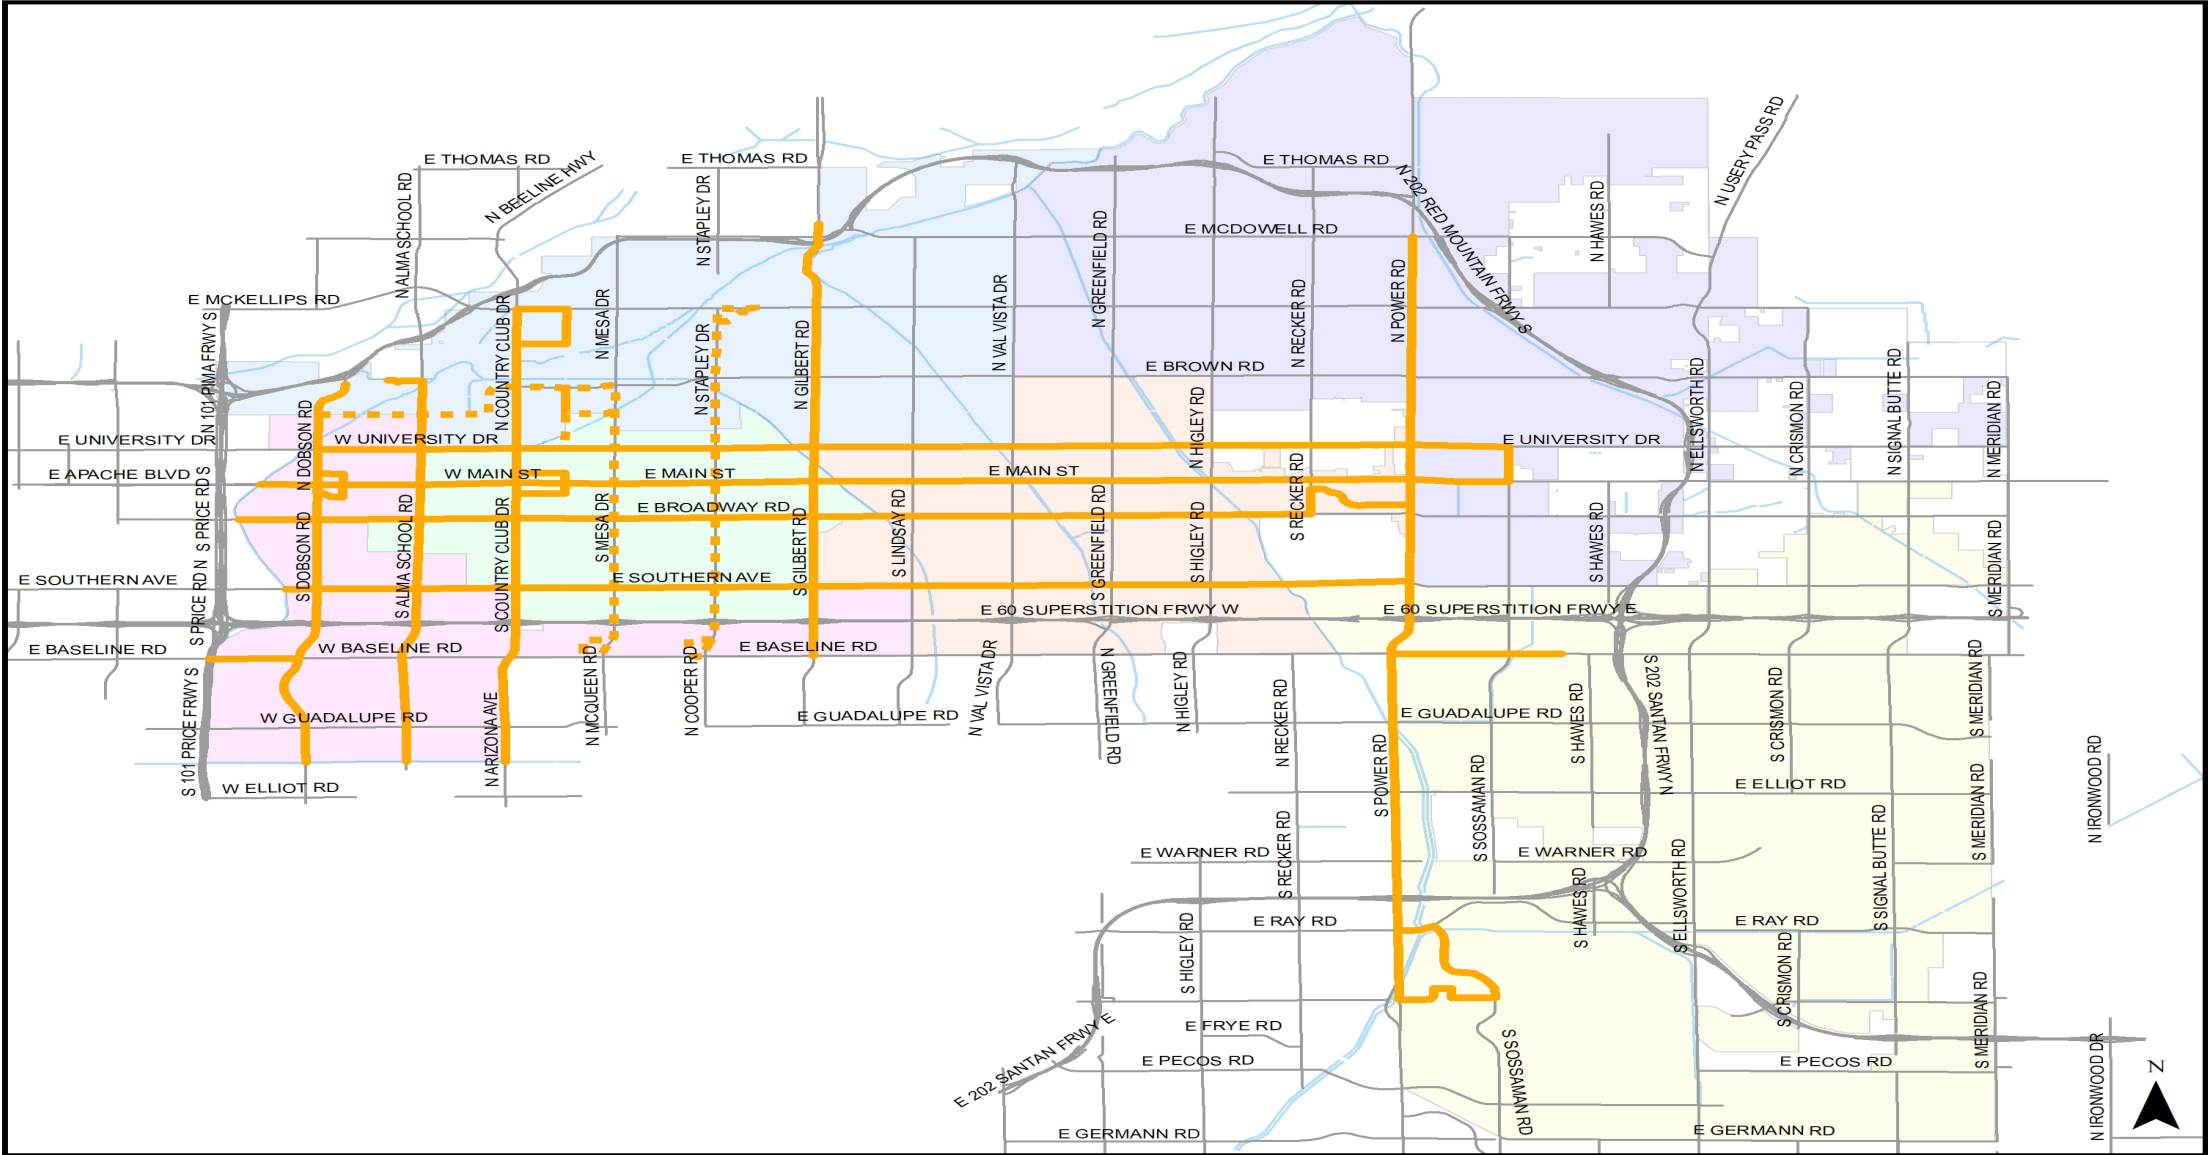 E THOMAS RD
E THOMAS RD
E THOMAS RD
N BEELINE HWY
N USERY PASS RD
N ALMA SCHOOL RD
N STAPLEY DR
N 202 RED MOUNTAIN FRWY S
N HAWES RD
E MCDOWELL RD
N GREENFIELD RD
E MCKELLIPS RD
N 101 PIMA FRWY S
N COUNTRY CLUB DR
N MESA DR
N STAPLEY DR
N GILBERT RD
N VAL VISTA DR
N RECKER RD
N POWER RD
E BROWN RD
N HIGLEY RD
N ELLSWORTH RD
N CRISMON RD
N SIGNAL BUTTE RD
N MERIDIAN RD
N DOBSON RD
E UNIVERSITY DR
W UNIVERSITY DR
E UNIVERSITY DR
E APACHE BLVD
W MAIN ST
E MAIN ST
E MAIN ST
S RECKER RD
E BROADWAY RD
N S PRICE RD S
S PRICE RD N
S DOBSON RD
S ALMA SCHOOL RD
S COUNTRY CLUB DR
S MESA DR
S GILBERT RD
S LINDSAY RD
S GREENFIELD RD
S HIGLEY RD
S HAWES RD
S MERIDIAN RD
E SOUTHERN AVE
E SOUTHERN AVE
E 60 SUPERSTITION FRWY W
E 60 SUPERSTITION FRWY E
E BASELINE RD
W BASELINE RD
E BASELINE RD
S 101 PRICE FRWY S
N ARIZONA AVE
N MCQUEEN RD
N COOPER RD
N VAL VISTA DR
N GREENFIELD RD
N HIGLEY RD
N RECKER RD
S HAWES RD
S 202 SANTAN FRWY N
S CRISMON RD
S MERIDIAN RD
W GUADALUPE RD
E GUADALUPE RD
E GUADALUPE RD
S POWER RD
S SOSSAMAN RD
W ELLIOT RD
E ELLIOT RD
N IRONWOOD RD
S RECKER RD
S MERIDIAN RD
E WARNER RD
E WARNER RD
S ELLSWORTH RD
S SIGNAL BUTTE RD
S HAWES RD
E RAY RD
E RAY RD
S HIGLEY RD
S CRISMON RD
S MERIDIAN RD
E FRYE RD
E 202 SANTAN FRWY E
E PECOS RD
E PECOS RD
S SOSSAMAN RD
N IRONWOOD DR
N
E GERMANN RD
E GERMANN RD